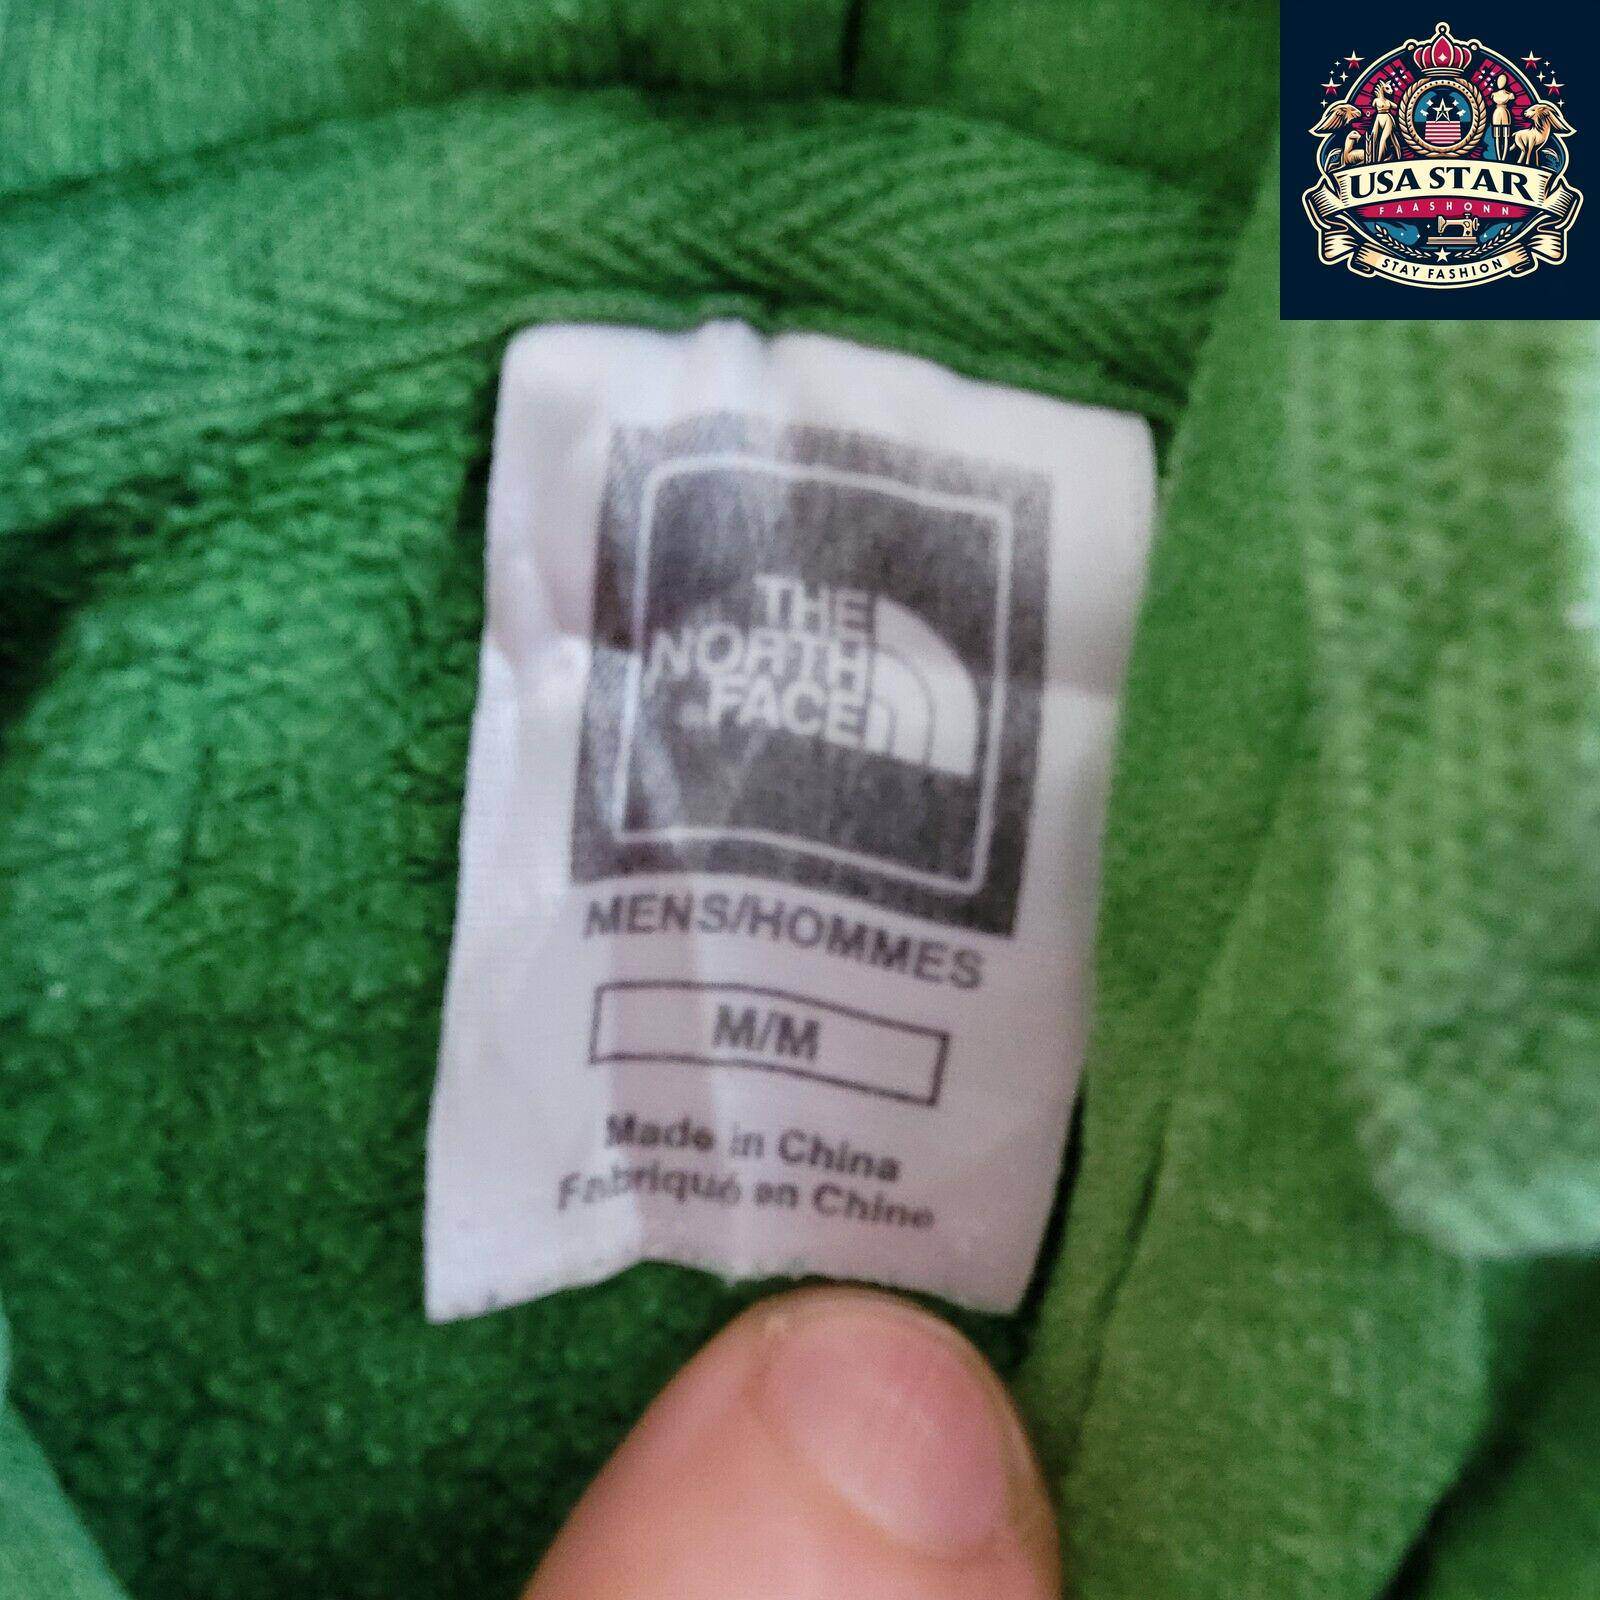 USA STAR
FAASHONN
STAY FASHION
THE
NORTH
FACE
MENS/HOMMES
M/M
Made in China
Fabriqué en Chine